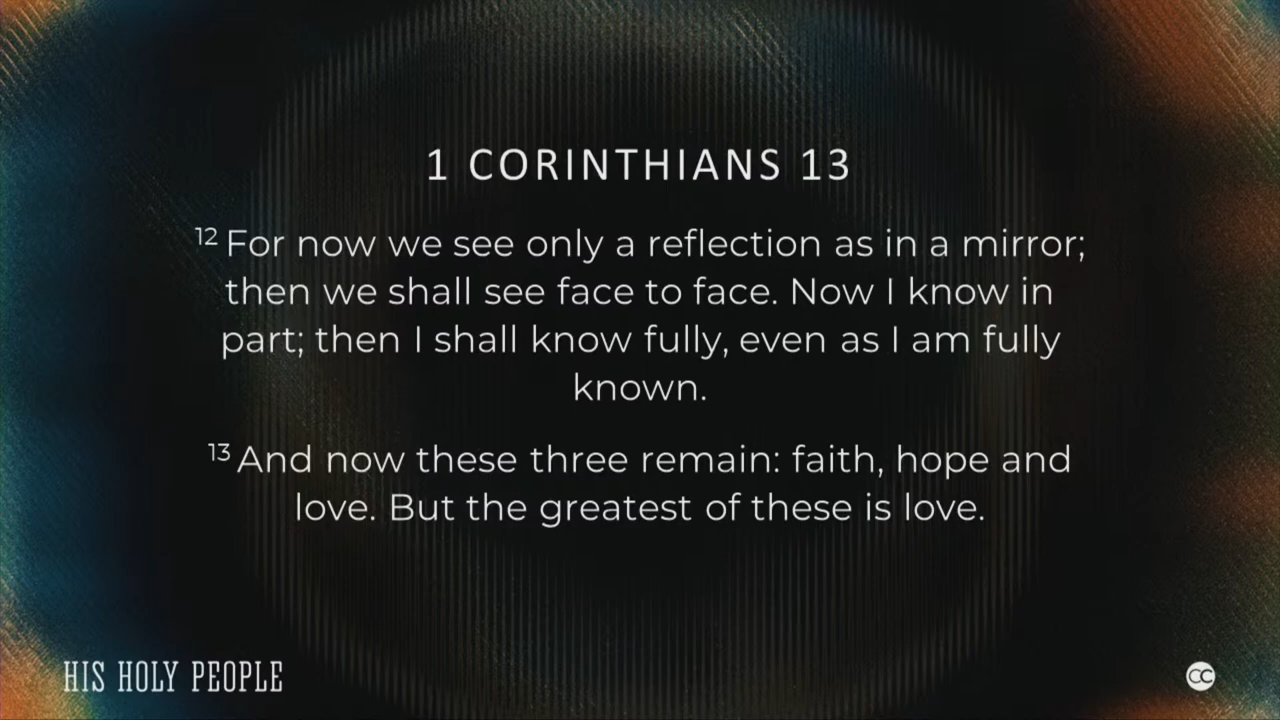 1 CORINTHIANS 13
12 For now we see only a reflection as in a mirror;
then we shall see face to face. Now I know in
part; then I shall know fully, even as I am fully
known.
13 And now these three remain: faith, hope and
love. But the greatest of these is love.
HIS HOLY PEOPLE
CC